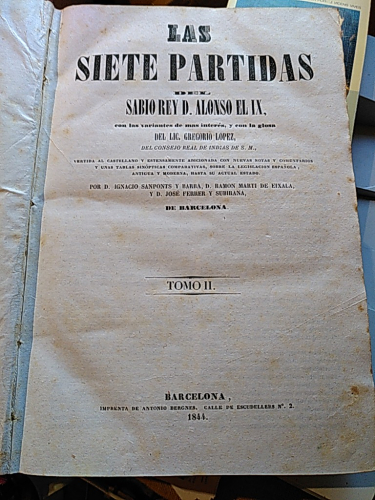 LAS
SIETE PARTIDAS
DEL
SABIO REY D. ALONSO EL IX,
con las variantes de mas interés, y con la glosa
DEL LIC. GREGORIO LOPEZ,
DEL CONSEJO REAL DE INDIAS DE S. M.,
VERTIDA AL CASTELLANO Y ESTENSAMENTE ADICIONADA CON NUEVAS NOTAS Y COMENTARIOS
Y UNAS TABLAS SINÓPTICAS COMPARATIVAS, SOBRE LA LEGISLACION ESPAÑOLA,
ANTIGUA Y MODERNA, HASTA SU ACTUAL ESTADO.
POR D. IGNACIO SANPONTS Y BARBA, D. RAMON MARTI DE EIXALA,
Y D. JOSÉ FERRER Y SUBIRANA,
DE BARCELONA
TOMO II.
BARCELONA,
IMPRENTA DE ANTONIO BERGNES, CALLE DE ESCUDELLERS Nº. 2.
1844.